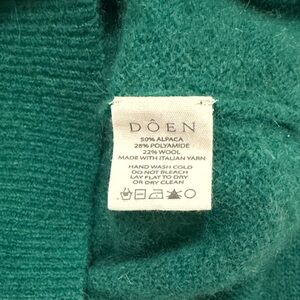 DÔEN
50% ALPACA
28% POLYAMIDE
22% WOOL
MADE WITH ITALIAN YARN
HAND WASH COLD
DO NOT BLEACH
LAY FLAT TO DRY
OR DRY CLEAN